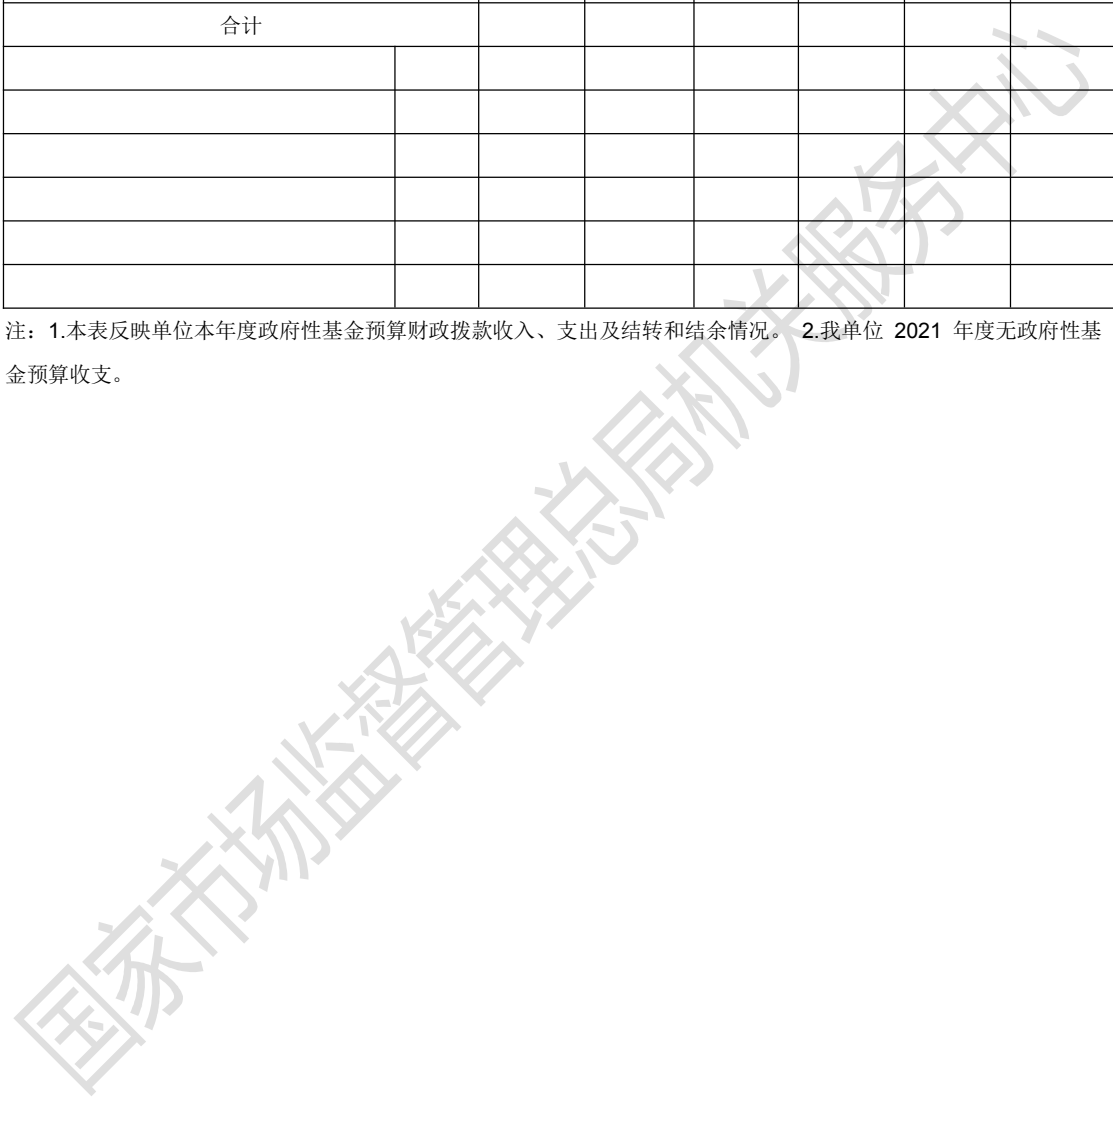 合计
注：1.本表反映单位本年度政府性基金预算财政拨款收入、支出及结转和结余情况。 2.我单位 2021 年度无政府性基
金预算收支。
国家市场监督管理总局机关服务中心